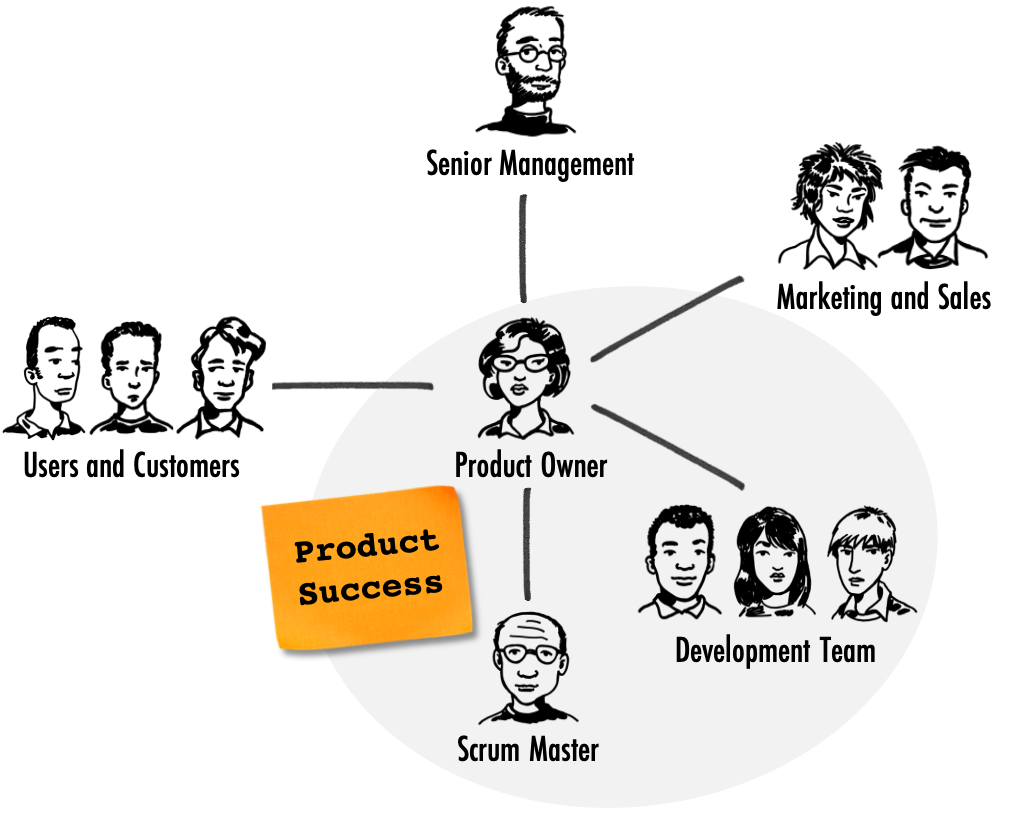 Senior Management
Marketing and Sales
Users and Customers
Product Owner
Product
Success
Development Team
Scrum Master